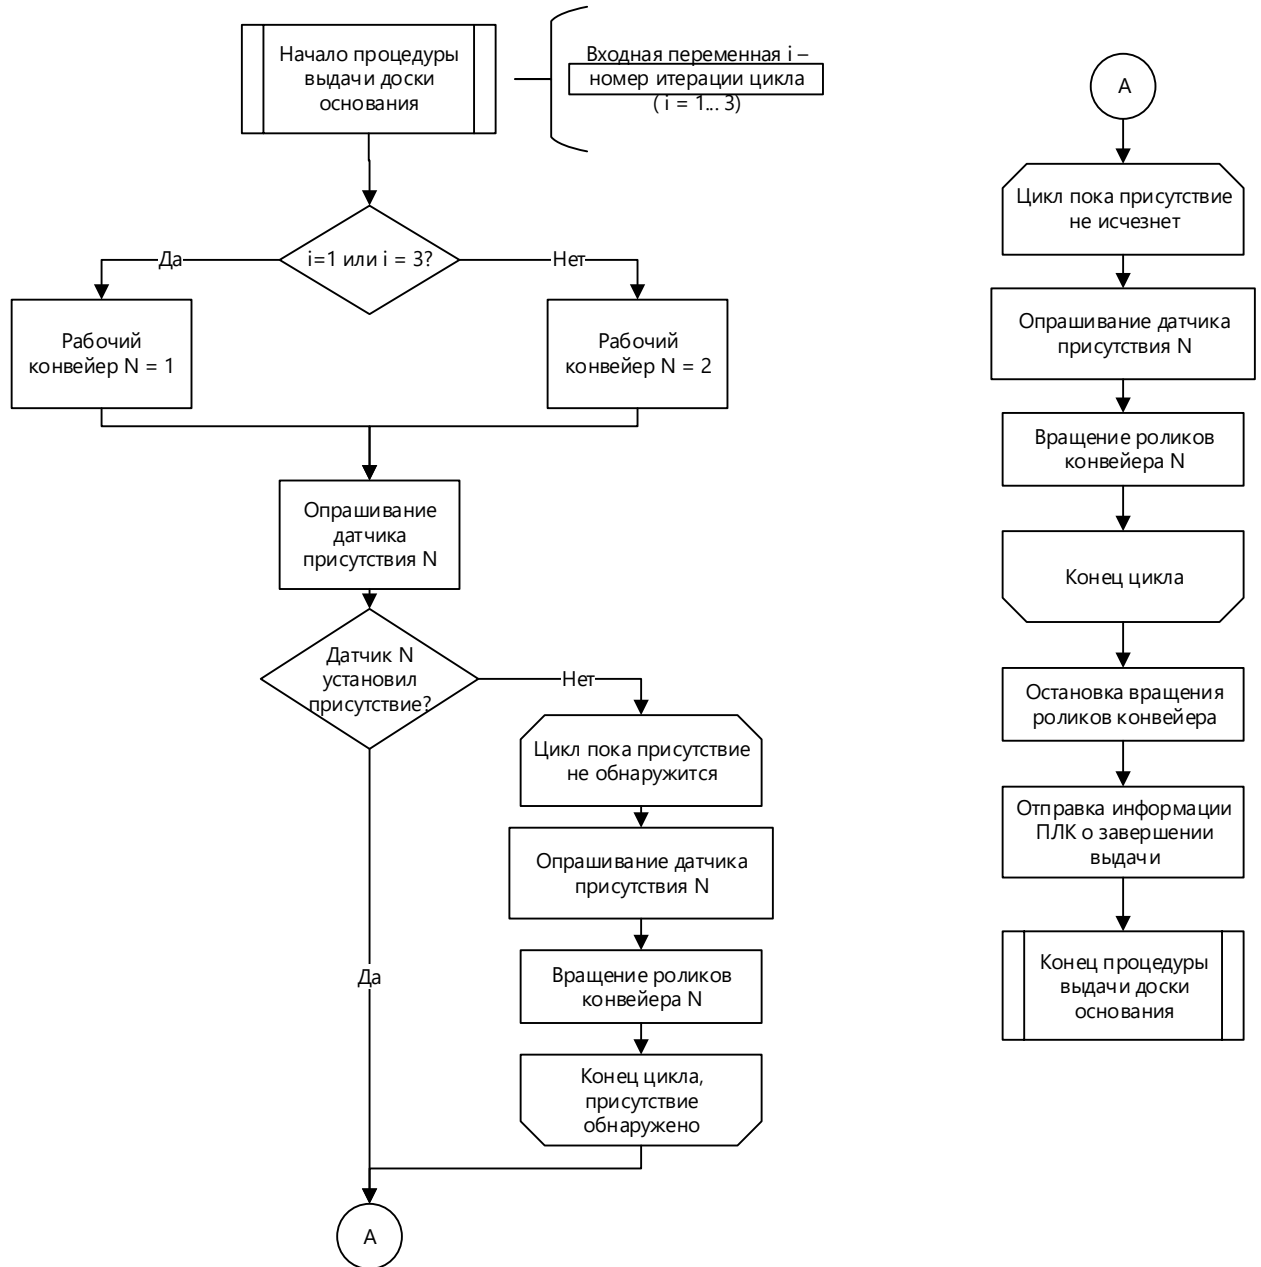 Начало процедуры
выдачи доски
основания
Входная переменная i –
номер итерации цикла
( i = 1... 3)
i=1 или i = 3?
Да
Нет
Рабочий
конвейер N = 1
Рабочий
конвейер N = 2
Опрашивание
датчика
присутствия N
Датчик N
установил
присутствие?
Нет
Цикл пока присутствие
не обнаружится
Опрашивание датчика
присутствия N
Вращение роликов
конвейера N
Конец цикла,
присутствие
обнаружено
Да
A
A
Цикл пока присутствие
не исчезнет
Опрашивание датчика
присутствия N
Вращение роликов
конвейера N
Конец цикла
Остановка вращения
роликов конвейера
Отправка информации
ПЛК о завершении
выдачи
Конец процедуры
выдачи доски
основания